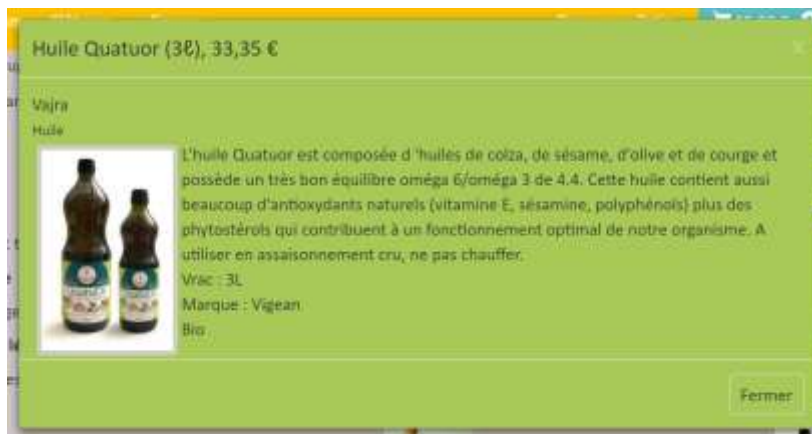 Huile Quatuor (3ℓ), 33,35 €
Vajra
Huile
L'huile Quatuor est composée d 'huiles de colza, de sésame, d'olive et de courge et
possède un très bon équilibre oméga 6/oméga 3 de 4.4. Cette huile contient aussi
beaucoup d'antioxydants naturels (vitamine E, sésamine, polyphénols) plus des
phytostérols qui contribuent à un fonctionnement optimal de notre organisme. A
utiliser en assaisonnement cru, ne pas chauffer.
Vrac : 3L
Marque : Vigean
Bio
Fermer